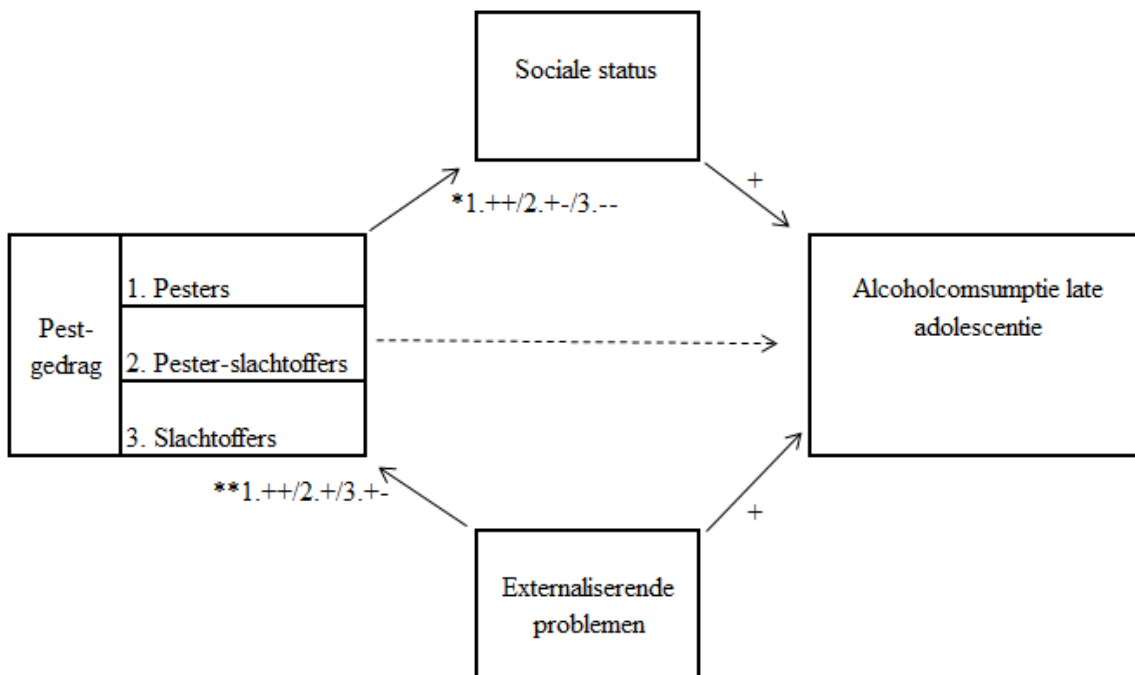 Sociale status
+
*1.++/2.+-/3.--
Pest-
gedrag
1. Pesters
2. Pester-slachtoffers
3. Slachtoffers
Alcoholcomsumptie late
adolescentie
**1.++/2.+/3.+-
+
Externaliserende
problemen